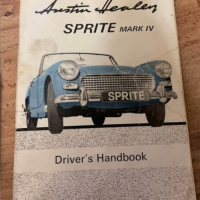 Austin Healey
SPRITE MARK IV
SPRITE
Driver's Handbook